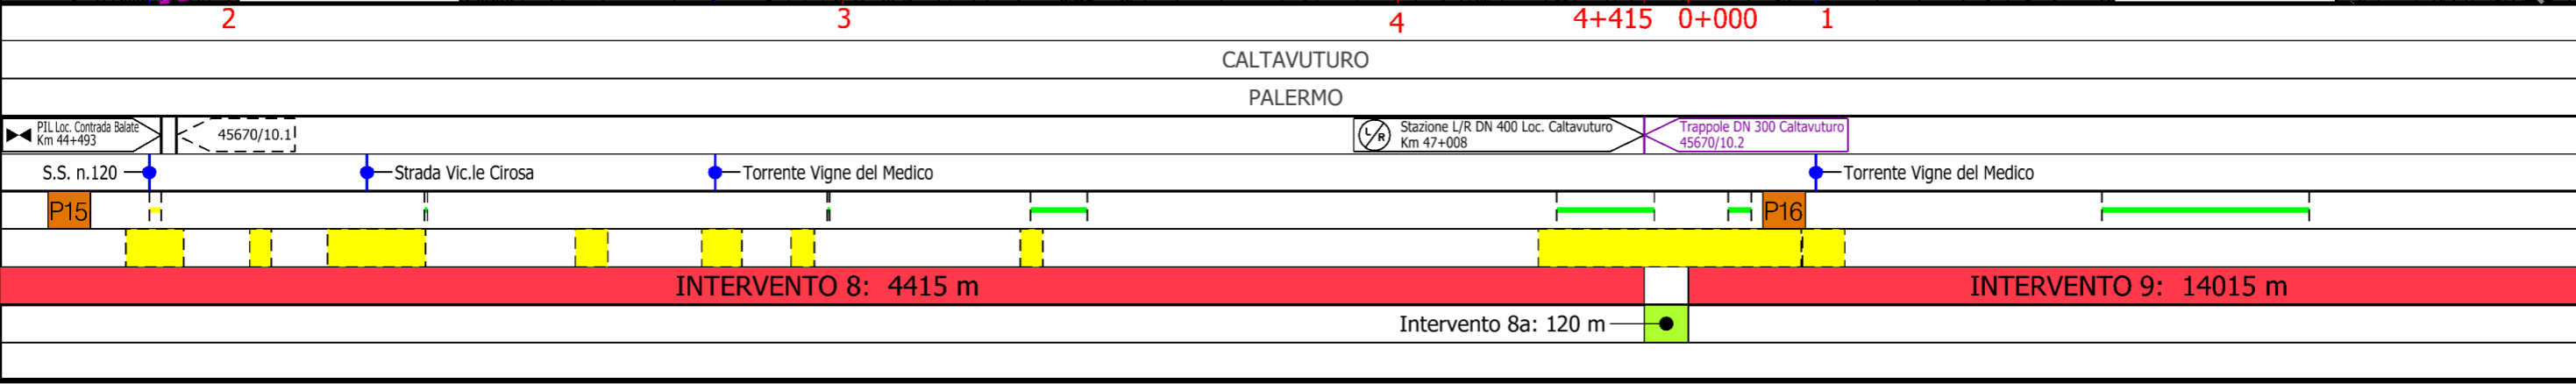 2 3 4 4+415 0+000 1
CALTAVUTURO
PALERMO
PIL Loc. Contrada Balate
Km 44+493
45670/10.1
L/R
Stazione L/R DN 400 Loc. Caltavuturo
Km 47+008
Trappole DN 300 Caltavuturo
45670/10.2
S.S. n.120
Strada Vic.le Cirosa
Torrente Vigne del Medico
Torrente Vigne del Medico
P15
P16
INTERVENTO 8: 4415 m
INTERVENTO 9: 14015 m
Intervento 8a: 120 m